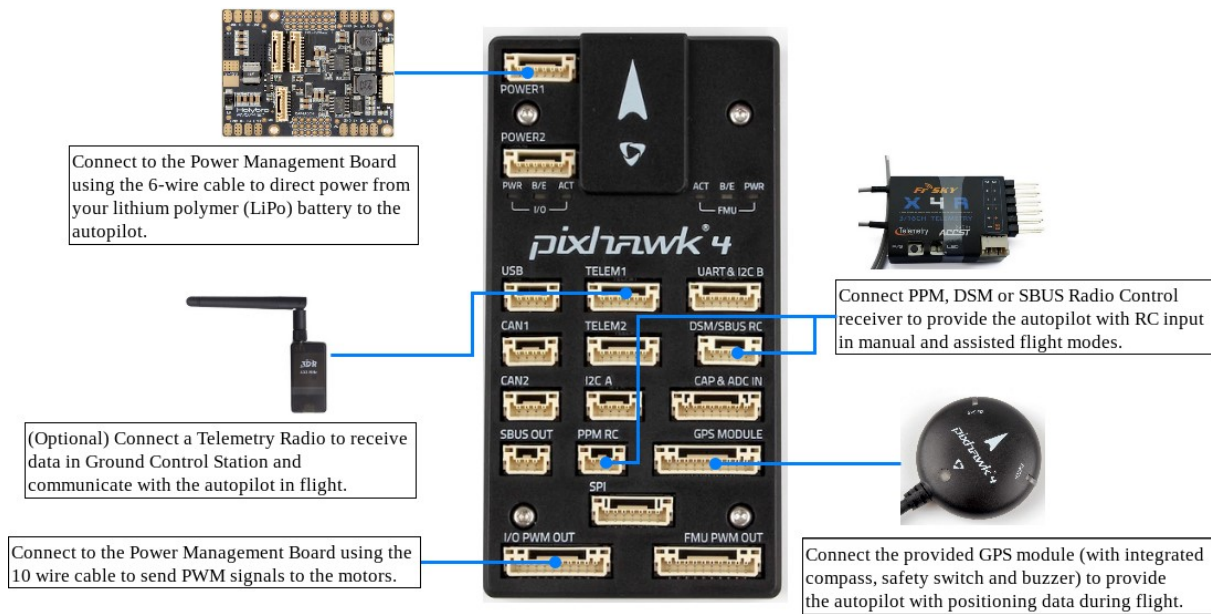 Holybro
POWER1
POWER2
PWR B/E ACT
I/O
ACT B/E PWR
FMU
pixhawk® 4
USB TELEM1 UART & I2C B
CAN1 TELEM2 DSM/SBUS RC
CAN2 I2C A CAP & ADC IN
SBUS OUT PPM RC GPS MODULE
SPI
I/O PWM OUT FMU PWM OUT
Connect to the Power Management Board
using the 6-wire cable to direct power from
your lithium polymer (LiPo) battery to the
autopilot.
(Optional) Connect a Telemetry Radio to receive
data in Ground Control Station and
communicate with the autopilot in flight.
Connect to the Power Management Board using the
10 wire cable to send PWM signals to the motors.
FrSKY
X 4 R
Telemetry ACCST
Connect PPM, DSM or SBUS Radio Control
receiver to provide the autopilot with RC input
in manual and assisted flight modes.
pixhawk 4
Connect the provided GPS module (with integrated
compass, safety switch and buzzer) to provide
the autopilot with positioning data during flight.